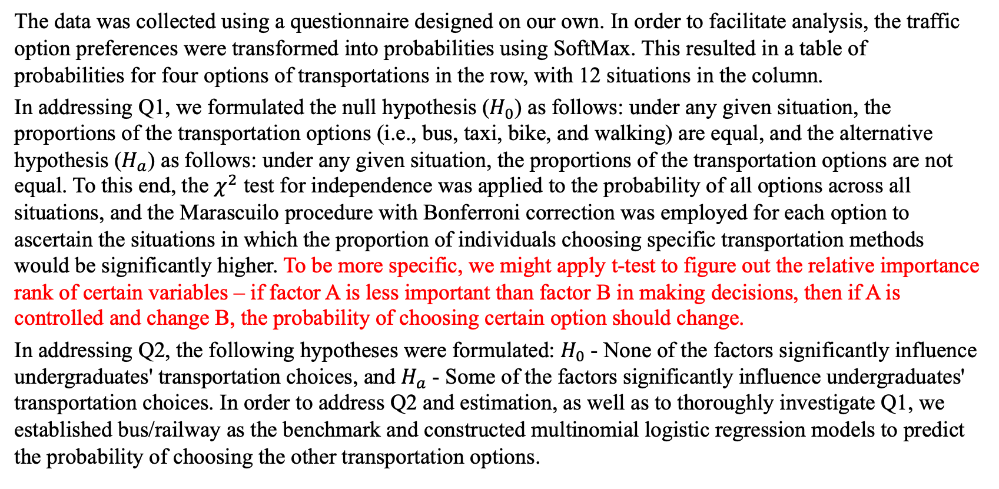 The data was collected using a questionnaire designed on our own. In order to facilitate analysis, the traffic
option preferences were transformed into probabilities using SoftMax. This resulted in a table of
probabilities for four options of transportations in the row, with 12 situations in the column.
In addressing Q1, we formulated the null hypothesis (H₀) as follows: under any given situation, the
proportions of the transportation options (i.e., bus, taxi, bike, and walking) are equal, and the alternative
hypothesis (Hₐ) as follows: under any given situation, the proportions of the transportation options are not
equal. To this end, the χ² test for independence was applied to the probability of all options across all
situations, and the Marascuilo procedure with Bonferroni correction was employed for each option to
ascertain the situations in which the proportion of individuals choosing specific transportation methods
would be significantly higher. To be more specific, we might apply t-test to figure out the relative importance
rank of certain variables – if factor A is less important than factor B in making decisions, then if A is
controlled and change B, the probability of choosing certain option should change.
In addressing Q2, the following hypotheses were formulated: H₀ - None of the factors significantly influence
undergraduates' transportation choices, and Hₐ - Some of the factors significantly influence undergraduates'
transportation choices. In order to address Q2 and estimation, as well as to thoroughly investigate Q1, we
established bus/railway as the benchmark and constructed multinomial logistic regression models to predict
the probability of choosing the other transportation options.